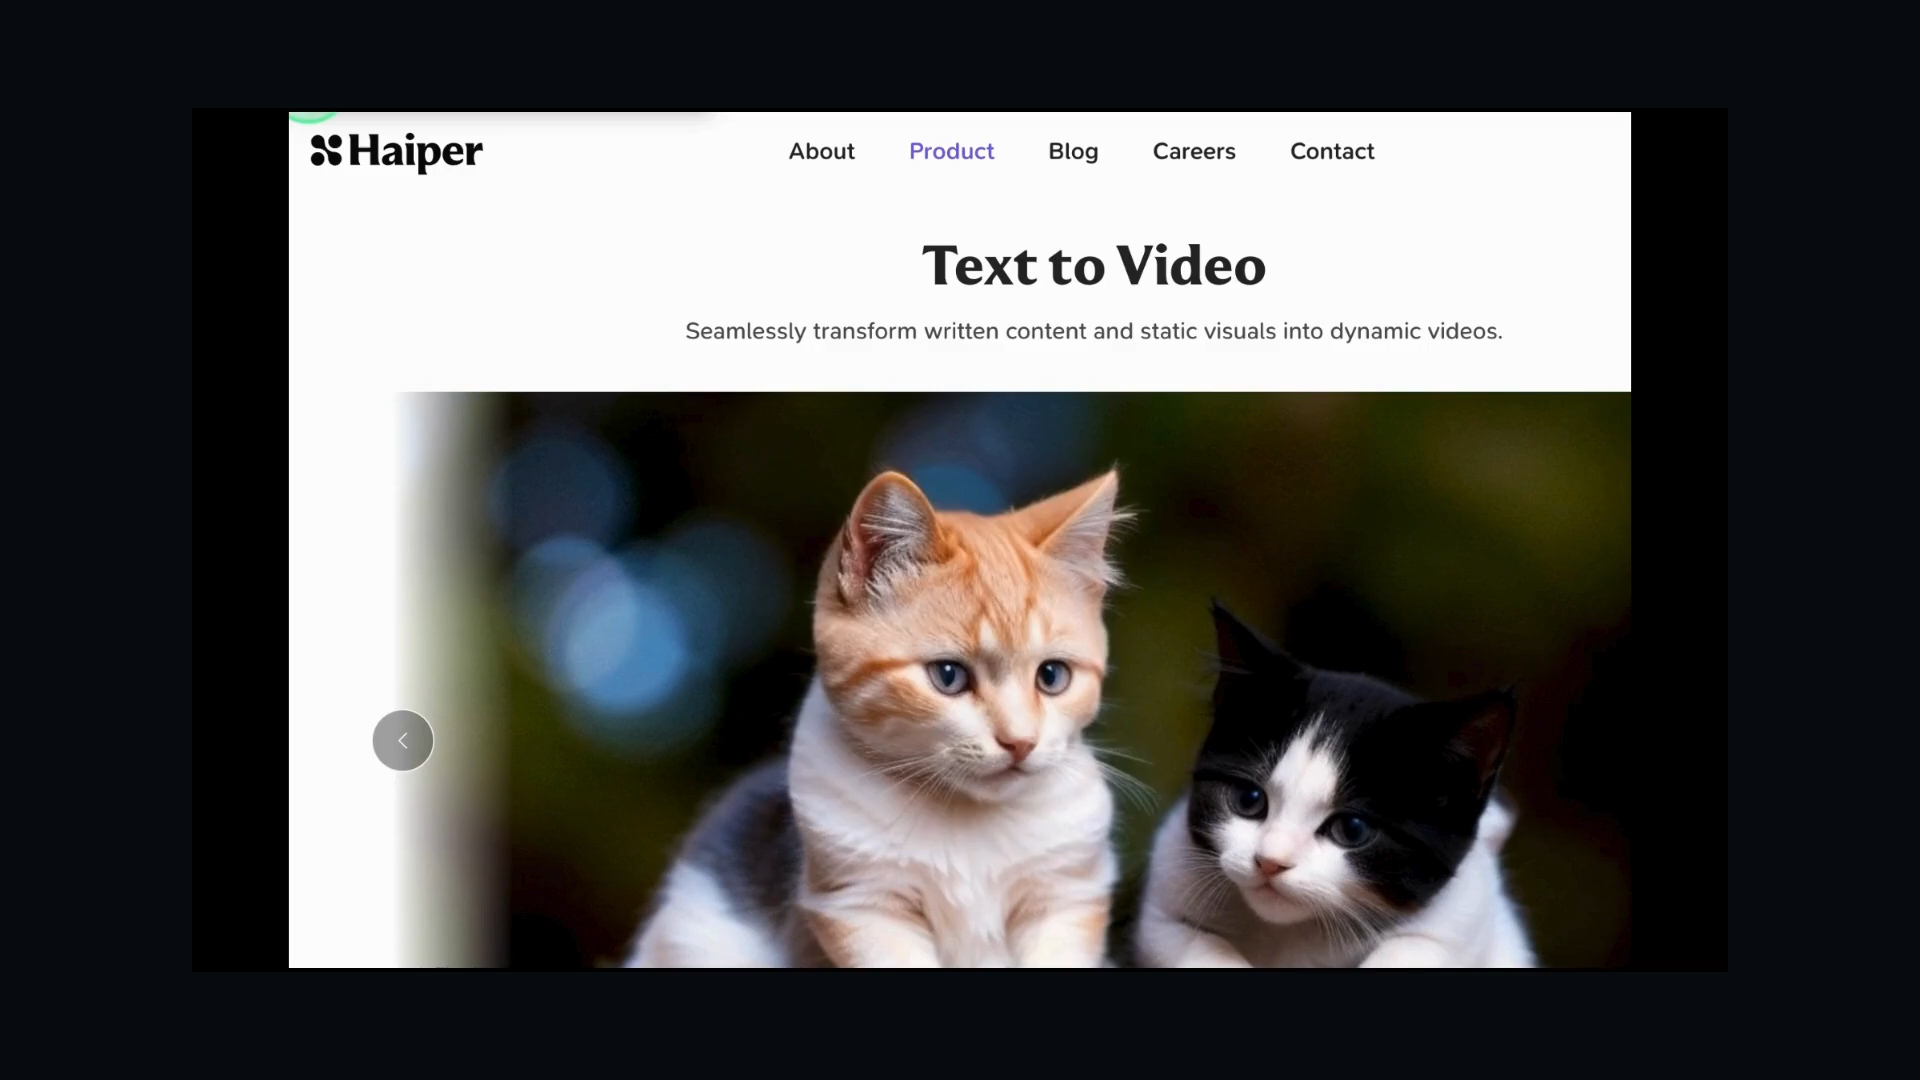 Haiper
About
Product
Blog
Careers
Contact
Text to Video
Seamlessly transform written content and static visuals into dynamic videos.